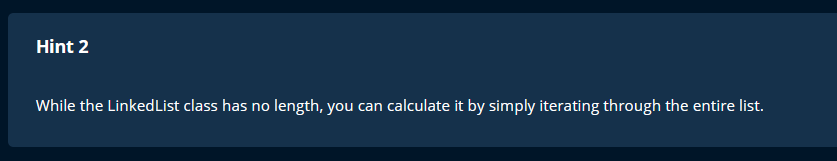 Hint 2
While the LinkedList class has no length, you can calculate it by simply iterating through the entire list.